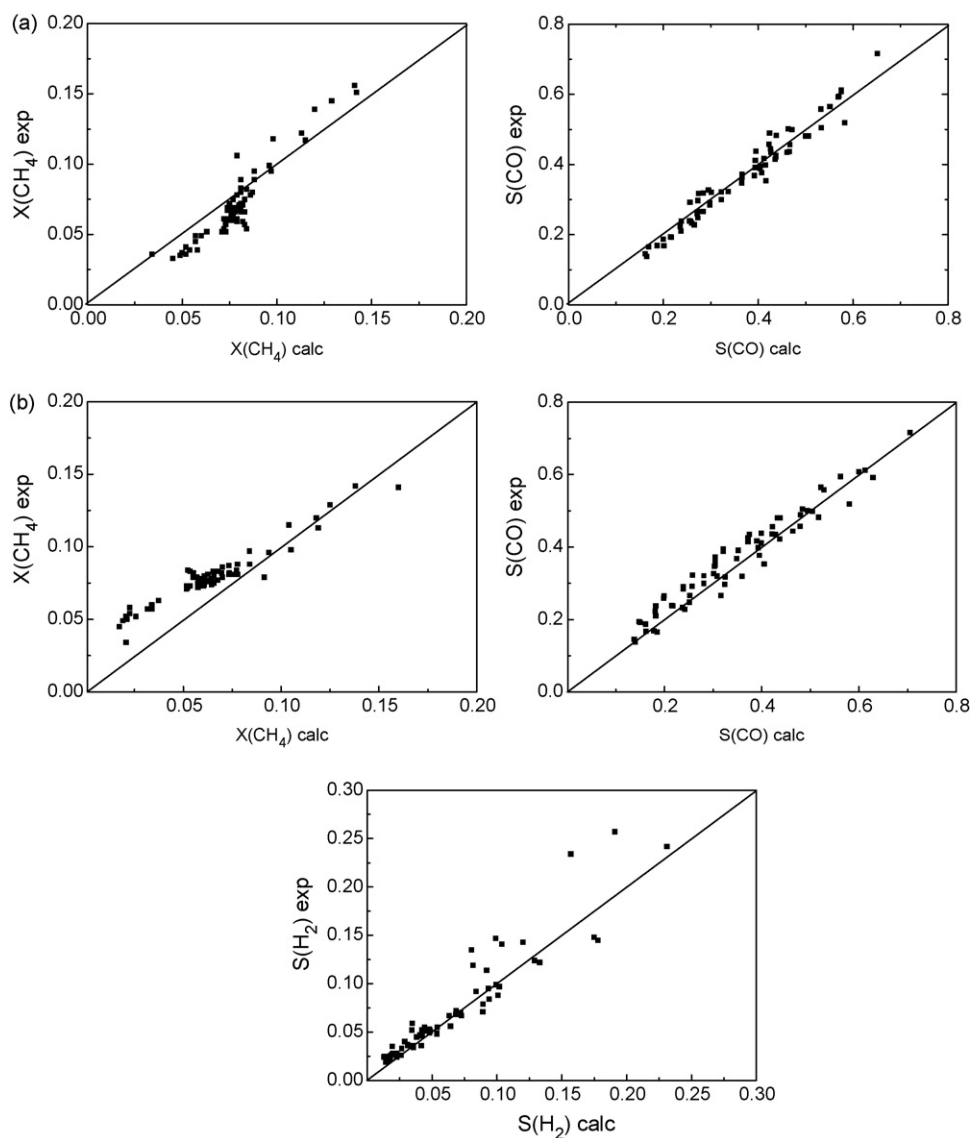 (a)
X(CH4) exp
0.20
0.15
0.10
0.05
0.00
0.00 0.05 0.10 0.15 0.20
X(CH4) calc
S(CO) exp
0.8
0.6
0.4
0.2
0.0
0.0 0.2 0.4 0.6 0.8
S(CO) calc
(b)
X(CH4) exp
0.20
0.15
0.10
0.05
0.00
0.05 0.10 0.15 0.20
X(CH4) calc
S(CO) exp
0.8
0.6
0.4
0.2
0.0
0.2 0.4 0.6 0.8
S(CO) calc
S(H2) exp
0.30
0.25
0.20
0.15
0.10
0.05
0.00
0.05 0.10 0.15 0.20 0.25 0.30
S(H2) calc